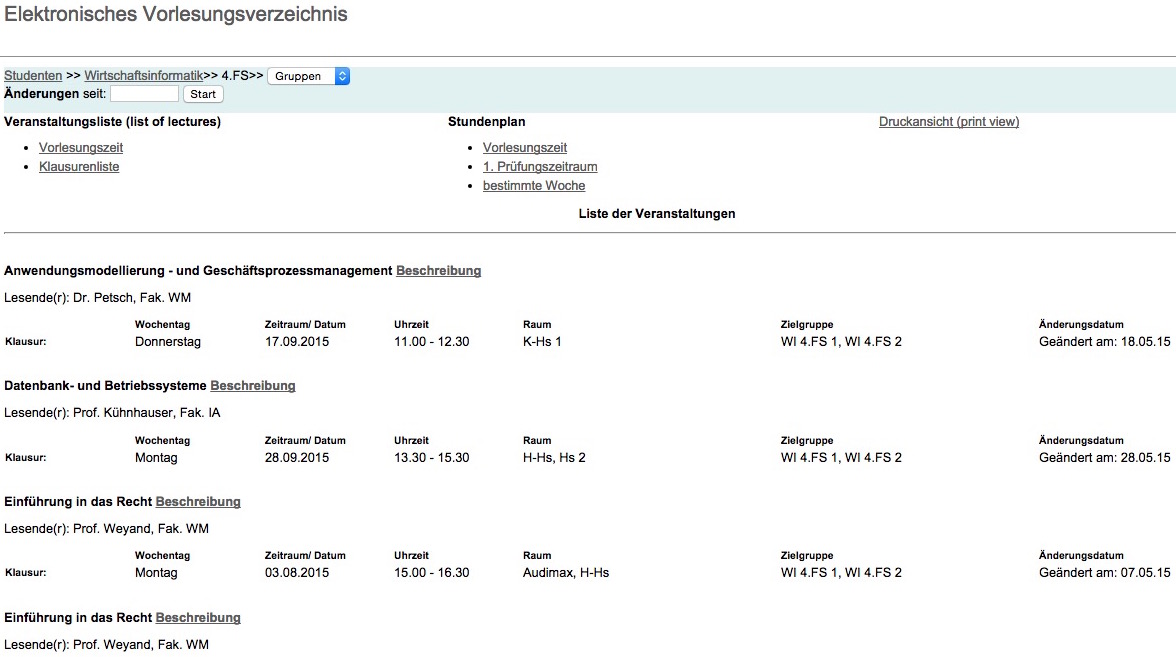 Elektronisches Vorlesungsverzeichnis
Studenten >> Wirtschaftsinformatik>> 4.FS>> Gruppen
Änderungen seit: Start
Veranstaltungsliste (list of lectures) Stundenplan Druckansicht (print view)
Vorlesungszeit
Klausurenliste
Vorlesungszeit
1. Prüfungszeitraum
bestimmte Woche
Liste der Veranstaltungen
Anwendungsmodellierung - und Geschäftsprozessmanagement Beschreibung
Lesende(r): Dr. Petsch, Fak. WM
Wochentag Zeitraum/ Datum Uhrzeit Raum Zielgruppe Änderungsdatum
Klausur: Donnerstag 17.09.2015 11.00 - 12.30 K-Hs 1 WI 4.FS 1, WI 4.FS 2 Geändert am: 18.05.15
Datenbank- und Betriebssysteme Beschreibung
Lesende(r): Prof. Kühnhauser, Fak. IA
Wochentag Zeitraum/ Datum Uhrzeit Raum Zielgruppe Änderungsdatum
Klausur: Montag 28.09.2015 13.30 - 15.30 H-Hs, Hs 2 WI 4.FS 1, WI 4.FS 2 Geändert am: 28.05.15
Einführung in das Recht Beschreibung
Lesende(r): Prof. Weyand, Fak. WM
Wochentag Zeitraum/ Datum Uhrzeit Raum Zielgruppe Änderungsdatum
Klausur: Montag 03.08.2015 15.00 - 16.30 Audimax, H-Hs WI 4.FS 1, WI 4.FS 2 Geändert am: 07.05.15
Einführung in das Recht Beschreibung
Lesende(r): Prof. Weyand, Fak. WM